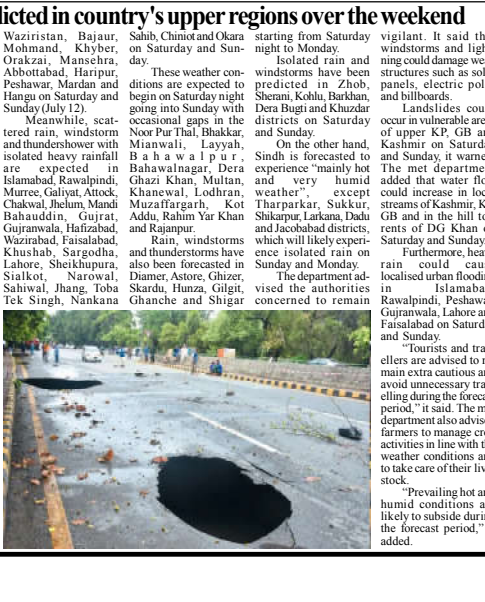 dicted in country's upper regions over the weekend
Waziristan, Bajaur,
Mohmand, Khyber,
Orakzai, Mansehra,
Abbottabad, Haripur,
Peshawar, Mardan and
Hangu on Saturday and
Sunday (July 12).
Meanwhile, scat-
tered rain, windstorm
and thundershower with
isolated heavy rainfall
are expected in
Islamabad, Rawalpindi,
Murree, Galiyat, Attock,
Chakwal, Jhelum, Mandi
Bahauddin, Gujrat,
Gujranwala, Hafizabad,
Wazirabad, Faisalabad,
Khushab, Sargodha,
Lahore, Sheikhupura,
Sialkot, Narowal,
Sahiwal, Jhang, Toba
Tek Singh, Nankana
Sahib, Chiniot and Okara
on Saturday and Sun-
day.
These weather con-
ditions are expected to
begin on Saturday night
going into Sunday with
occasional gaps in the
Noor Pur Thal, Bhakkar,
Mianwali, Layyah,
Bahawalpur,
Bahawalnagar, Dera
Ghazi Khan, Multan,
Khanewal, Lodhran,
Muzaffargarh, Kot
Addu, Rahim Yar Khan
and Rajanpur.
Rain, windstorms
and thunderstorms have
also been forecasted in
Diamer, Astore, Ghizer,
Skardu, Hunza, Gilgit,
Ghanche and Shigar
starting from Saturday
night to Monday.
Isolated rain and
windstorms have been
predicted in Zhob,
Sherani, Kohlu, Barkhan,
Dera Bugti and Khuzdar
districts on Saturday
and Sunday.
On the other hand,
Sindh is forecasted to
experience "mainly hot
and very humid
weather", except
Tharparkar, Sukkur,
Shikarpur, Larkana, Dadu
and Jacobabad districts,
which will likely experi-
ence isolated rain on
Sunday and Monday.
The department ad-
vised the authorities
concerned to remain
vigilant. It said th
windstorms and ligh
ning could damage we
structures such as sol
panels, electric pol
and billboards.
Landslides cou
occur in vulnerable are
of upper KP, GB an
Kashmir on Saturda
and Sunday, it warne
The met departme
added that water flo
could increase in loc
streams of Kashmir, K
GB and in the hill to
rents of DG Khan o
Saturday and Sunday
Furthermore, hea
rain could cau
localised urban floodi
in Islamaba
Rawalpindi, Peshawa
Gujranwala, Lahore an
Faisalabad on Saturd
and Sunday.
"Tourists and tra
ellers are advised to r
main extra cautious an
avoid unnecessary tra
elling during the foreca
period," it said. The m
department also advise
farmers to manage cro
activities in line with t
weather conditions an
to take care of their liv
stock.
"Prevailing hot an
humid conditions a
likely to subside duri
the forecast period,"
added.